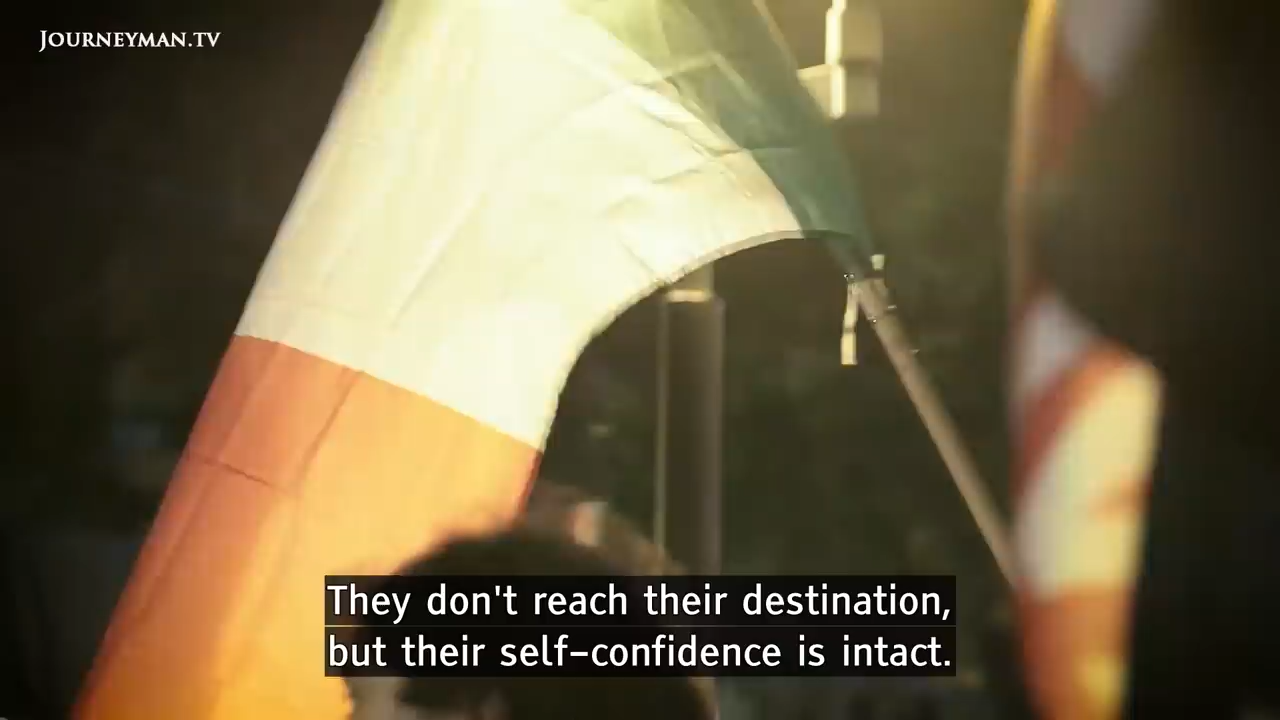 JOURNEYMAN.TV
They don't reach their destination,
but their self-confidence is intact.